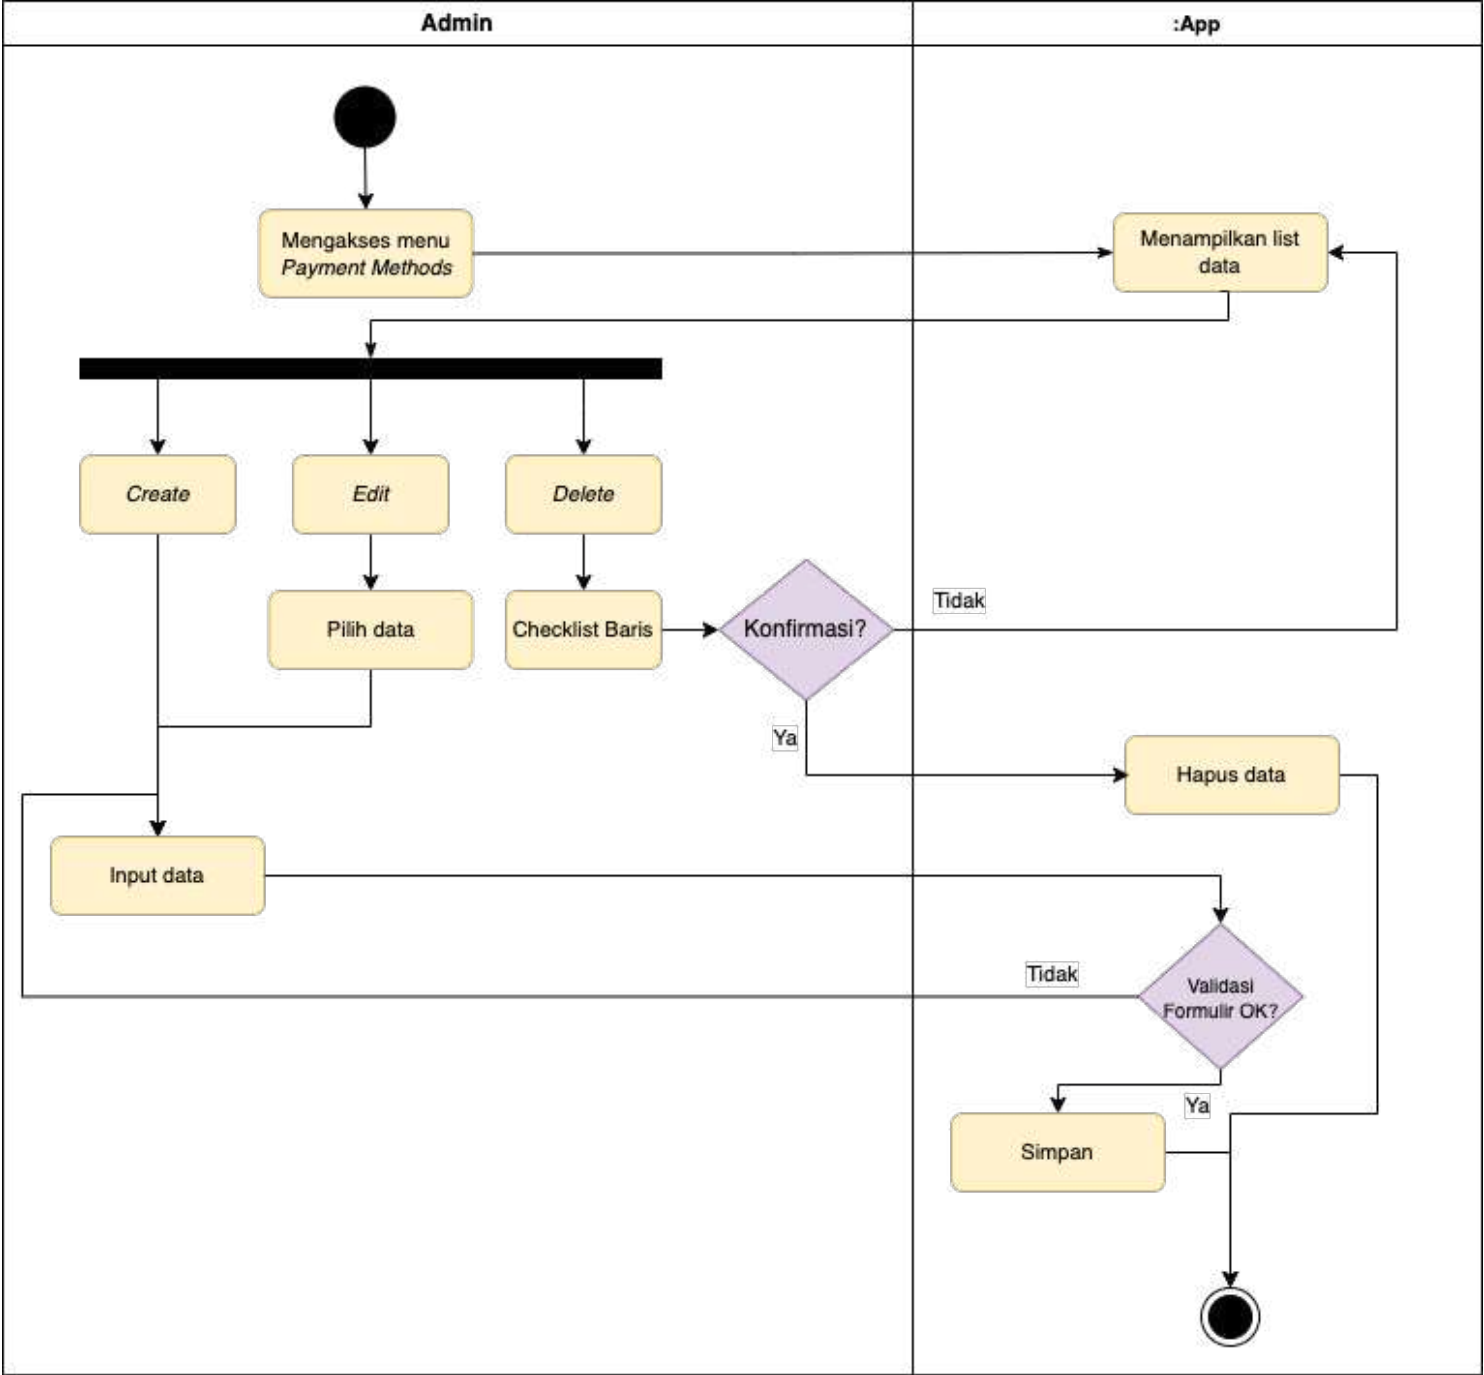 Admin
:App
Mengakses menu
Payment Methods
Menampilkan list
data
Create
Edit
Delete
Pilih data
Checklist Baris
Konfirmasi?
Tidak
Ya
Hapus data
Input data
Tidak
Validasi
Formulir OK?
Ya
Simpan